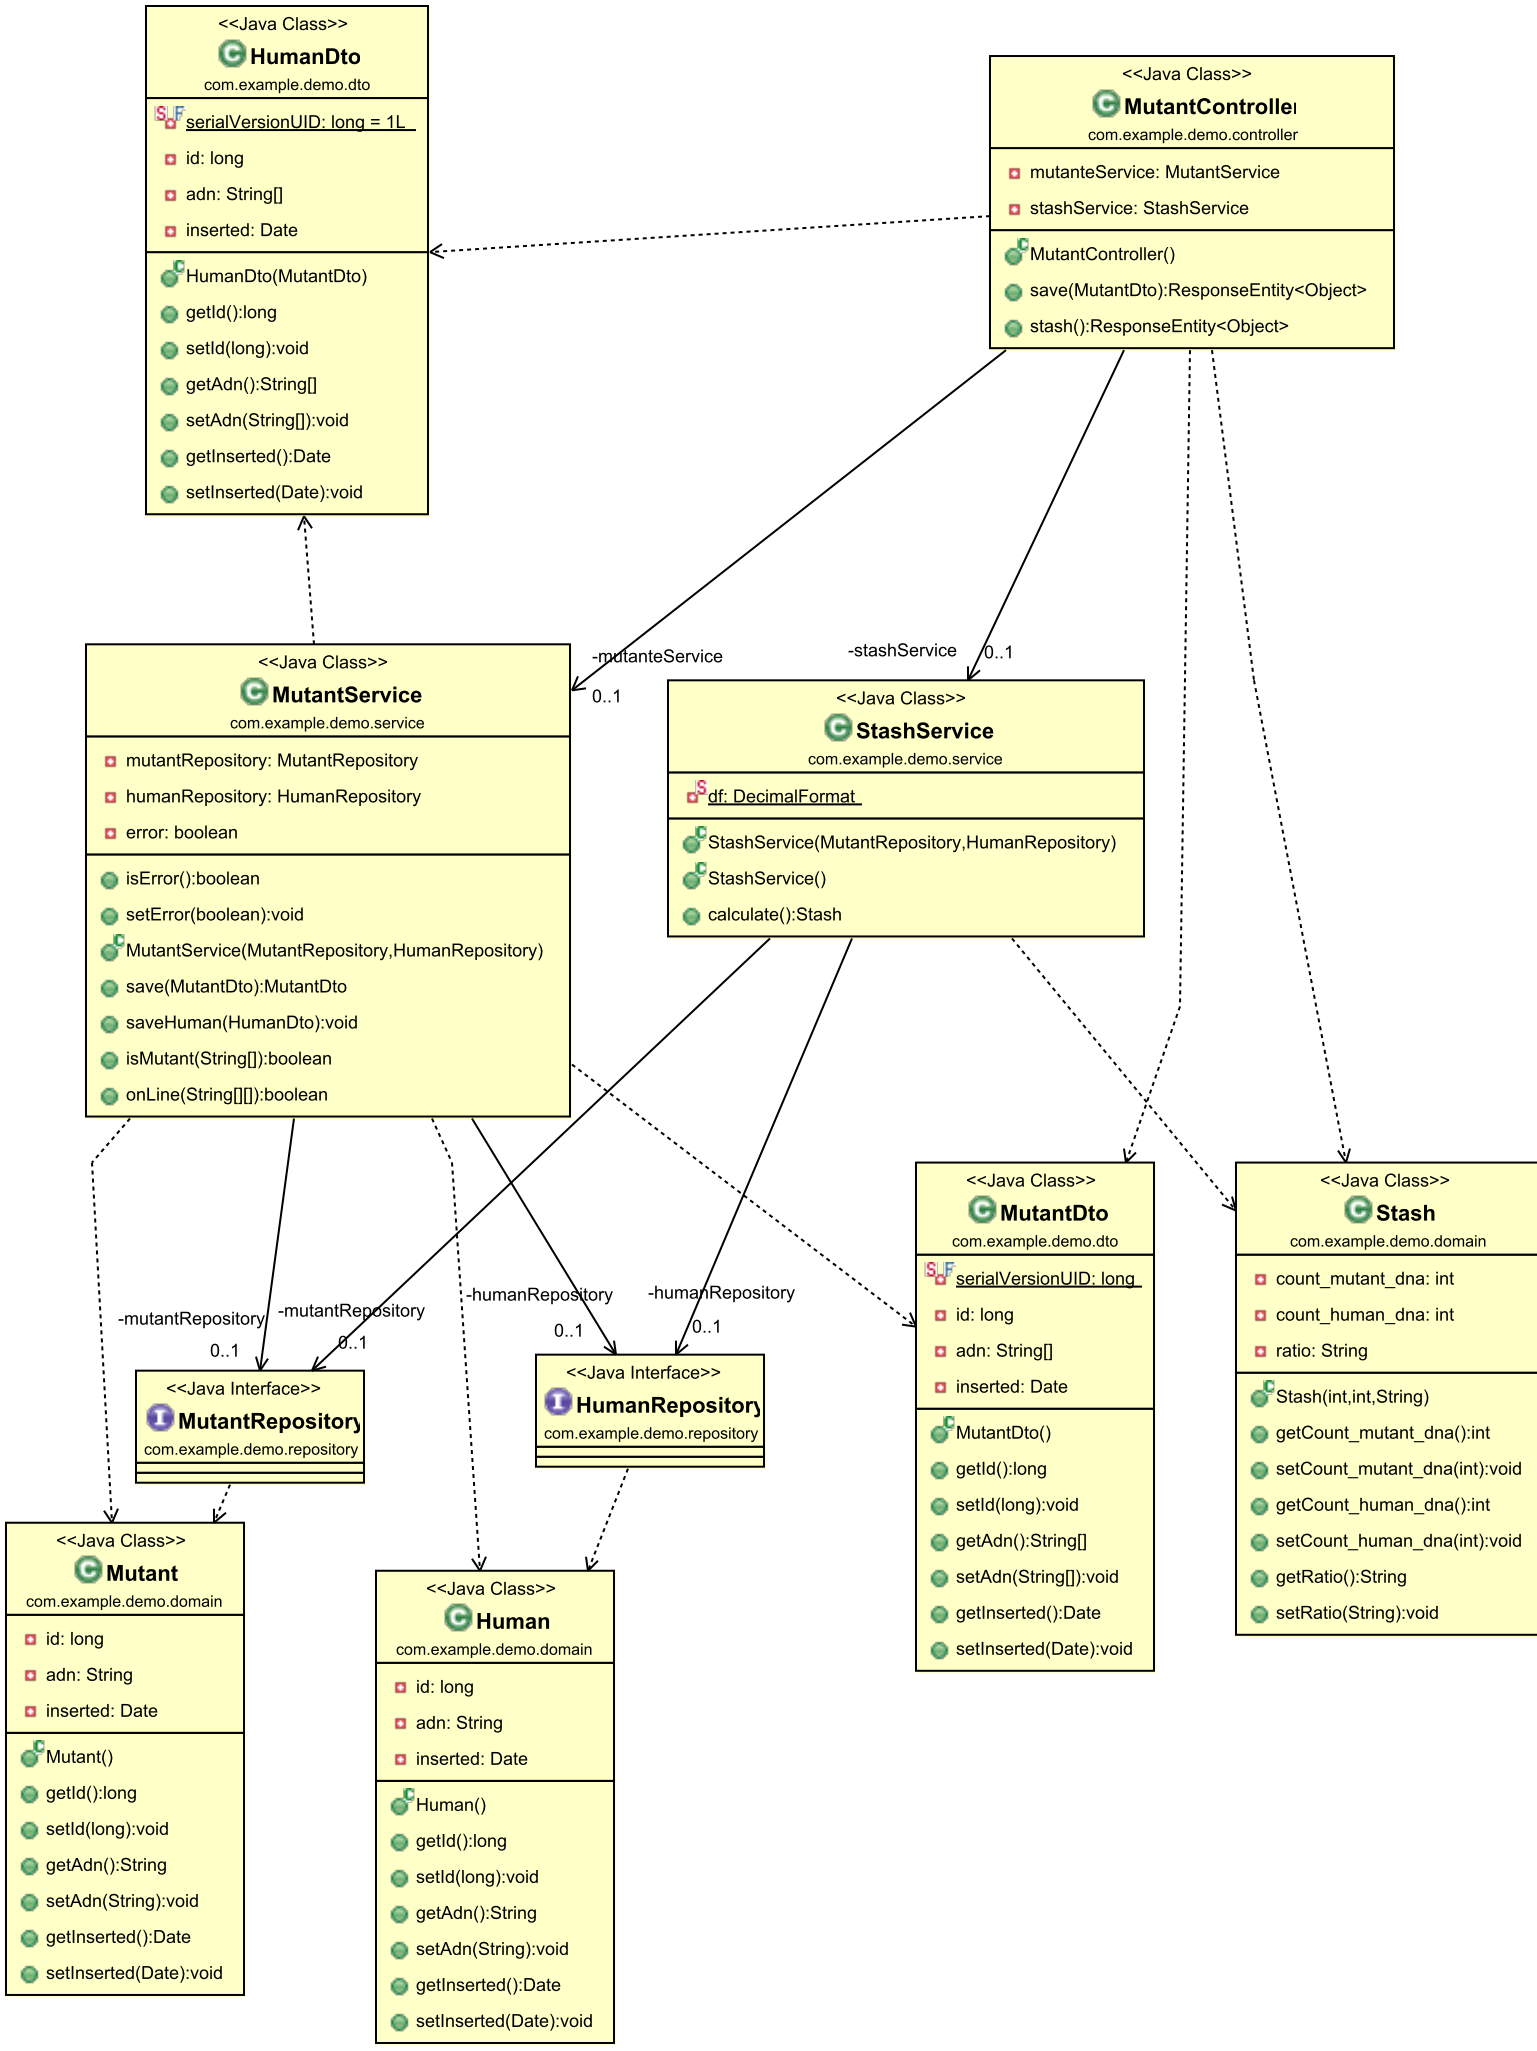 <<Java Class>>
HumanDto
com.example.demo.dto
serialVersionUID: long = 1L
id: long
adn: String[]
inserted: Date
HumanDto(MutantDto)
getId():long
setId(long):void
getAdn():String[]
setAdn(String[]):void
getInserted():Date
setInserted(Date):void
<<Java Class>>
MutantController
com.example.demo.controller
mutanteService: MutantService
stashService: StashService
MutantController()
save(MutantDto):ResponseEntity<Object>
stash():ResponseEntity<Object>
-mutanteService
0..1
-stashService
0..1
<<Java Class>>
MutantService
com.example.demo.service
mutantRepository: MutantRepository
humanRepository: HumanRepository
error: boolean
isError():boolean
setError(boolean):void
MutantService(MutantRepository,HumanRepository)
save(MutantDto):MutantDto
saveHuman(HumanDto):void
isMutant(String[]):boolean
onLine(String[][]):boolean
<<Java Class>>
StashService
com.example.demo.service
df: DecimalFormat
StashService(MutantRepository,HumanRepository)
StashService()
calculate():Stash
-mutantRepository
0..1
-mutantRepository
0..1
-humanRepository
0..1
-humanRepository
0..1
<<Java Interface>>
MutantRepository
com.example.demo.repository
<<Java Interface>>
HumanRepository
com.example.demo.repository
<<Java Class>>
MutantDto
com.example.demo.dto
serialVersionUID: long
id: long
adn: String[]
inserted: Date
MutantDto()
getId():long
setId(long):void
getAdn():String[]
setAdn(String[]):void
getInserted():Date
setInserted(Date):void
<<Java Class>>
Stash
com.example.demo.domain
count_mutant_dna: int
count_human_dna: int
ratio: String
Stash(int,int,String)
getCount_mutant_dna():int
setCount_mutant_dna(int):void
getCount_human_dna():int
setCount_human_dna(int):void
getRatio():String
setRatio(String):void
<<Java Class>>
Mutant
com.example.demo.domain
id: long
adn: String
inserted: Date
Mutant()
getId():long
setId(long):void
getAdn():String
setAdn(String):void
getInserted():Date
setInserted(Date):void
<<Java Class>>
Human
com.example.demo.domain
id: long
adn: String
inserted: Date
Human()
getId():long
setId(long):void
getAdn():String
setAdn(String):void
getInserted():Date
setInserted(Date):void